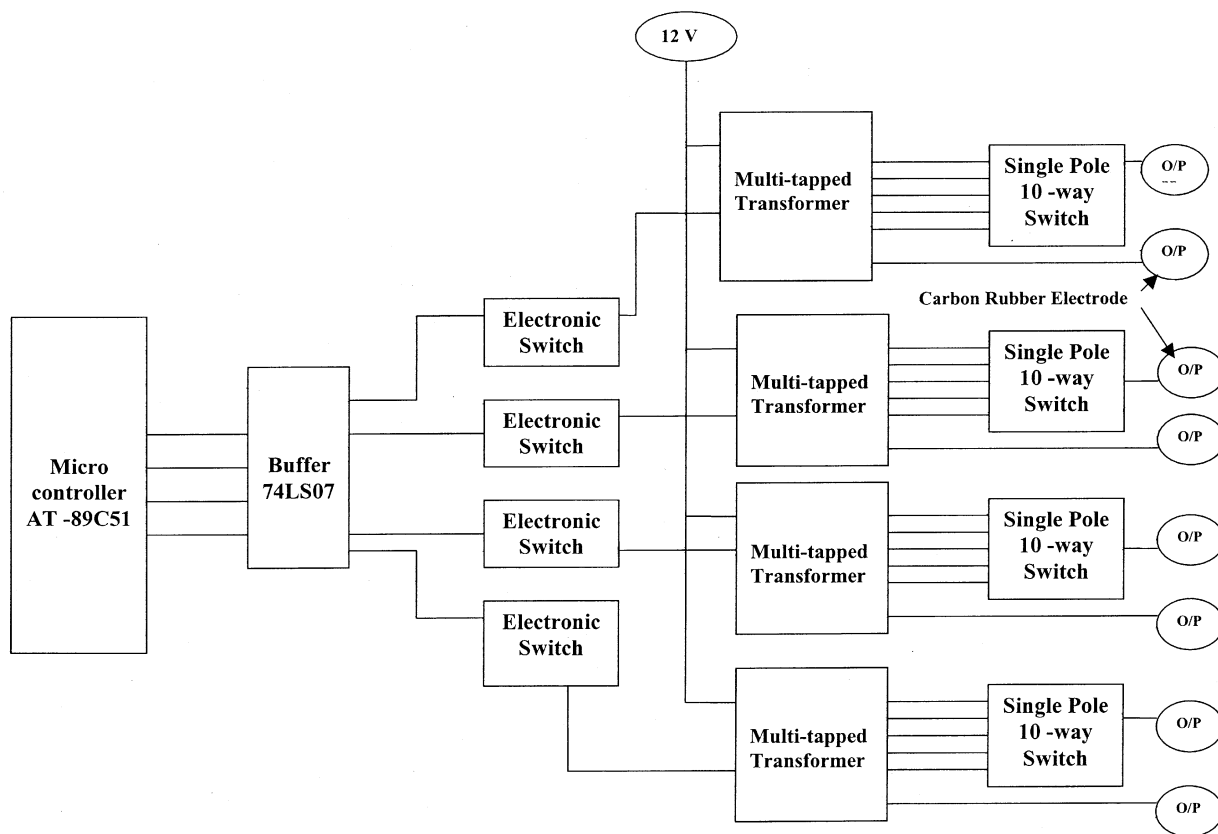 12 V
Multi-tapped
Transformer
Single Pole
10 -way
Switch
O/P
O/P
Carbon Rubber Electrode
Electronic
Switch
Multi-tapped
Transformer
Single Pole
10 -way
Switch
O/P
O/P
Micro
controller
AT -89C51
Buffer
74LS07
Electronic
Switch
Electronic
Switch
Multi-tapped
Transformer
Single Pole
10 -way
Switch
O/P
O/P
Electronic
Switch
Multi-tapped
Transformer
Single Pole
10 -way
Switch
O/P
O/P